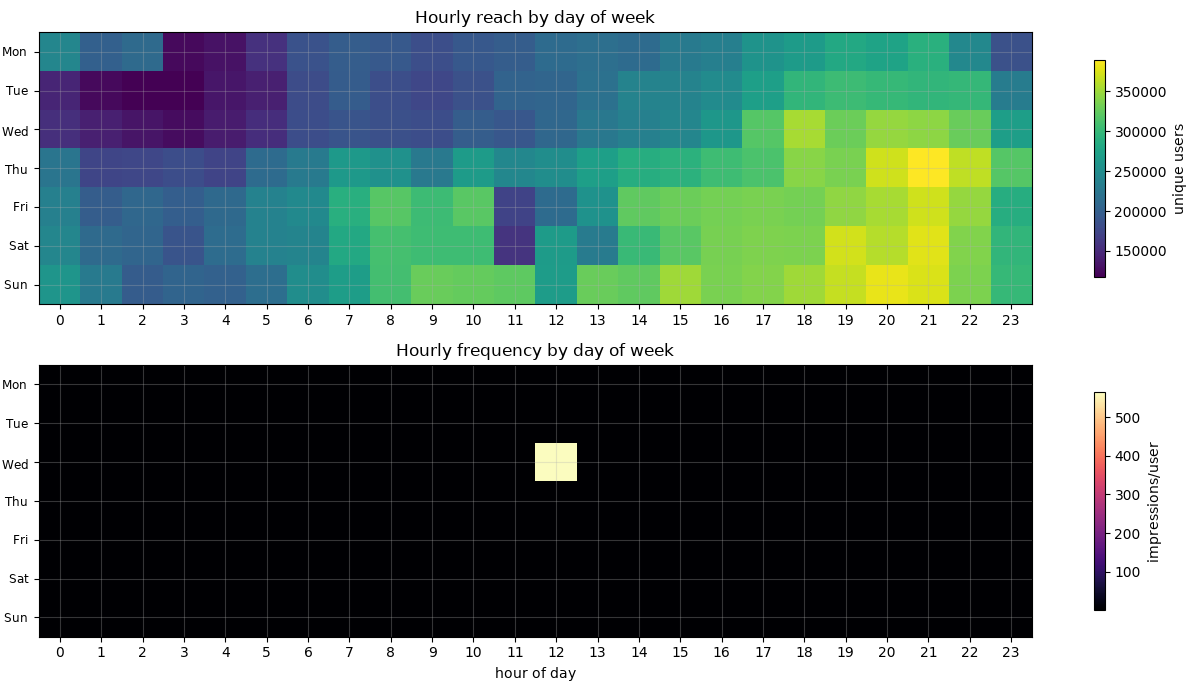 Hourly reach by day of week
Mon
Tue
Wed
Thu
Fri
Sat
Sun
0 1 2 3 4 5 6 7 8 9 10 11 12 13 14 15 16 17 18 19 20 21 22 23
350000
300000
250000
200000
150000
unique users
Hourly frequency by day of week
Mon
Tue
Wed
Thu
Fri
Sat
Sun
0 1 2 3 4 5 6 7 8 9 10 11 12 13 14 15 16 17 18 19 20 21 22 23
hour of day
500
400
300
200
100
impressions/user